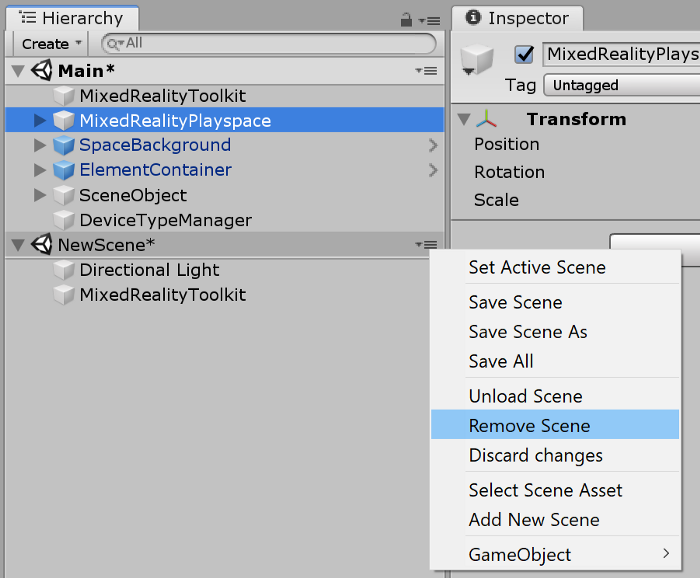 Hierarchy
Create
All
Main*
MixedRealityToolkit
MixedRealityPlayspace
SpaceBackground
ElementContainer
SceneObject
DeviceTypeManager
NewScene*
Directional Light
MixedRealityToolkit
Inspector
MixedRealityPlays
Tag Untagged
Transform
Position
Rotation
Scale
Set Active Scene
Save Scene
Save Scene As
Save All
Unload Scene
Remove Scene
Discard changes
Select Scene Asset
Add New Scene
GameObject